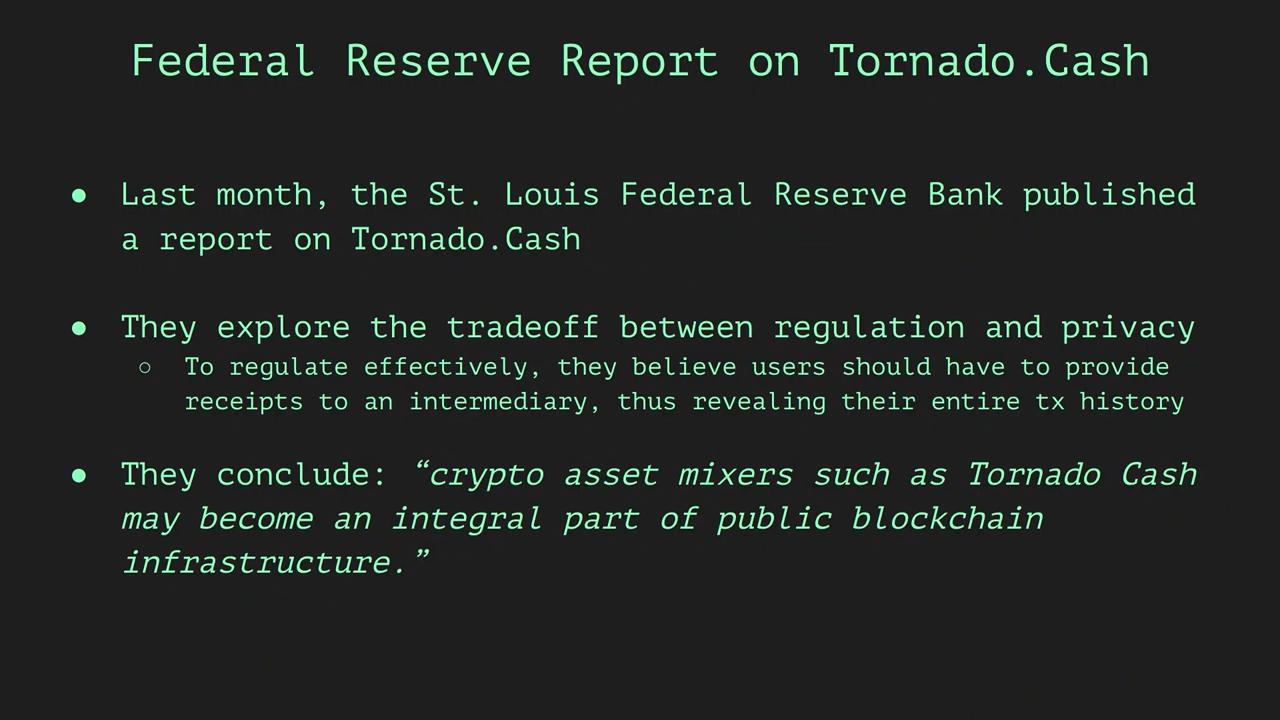 Federal Reserve Report on Tornado.Cash
● Last month, the St. Louis Federal Reserve Bank published
a report on Tornado.Cash
● They explore the tradeoff between regulation and privacy
○ To regulate effectively, they believe users should have to provide
receipts to an intermediary, thus revealing their entire tx history
● They conclude: “crypto asset mixers such as Tornado Cash
may become an integral part of public blockchain
infrastructure.”